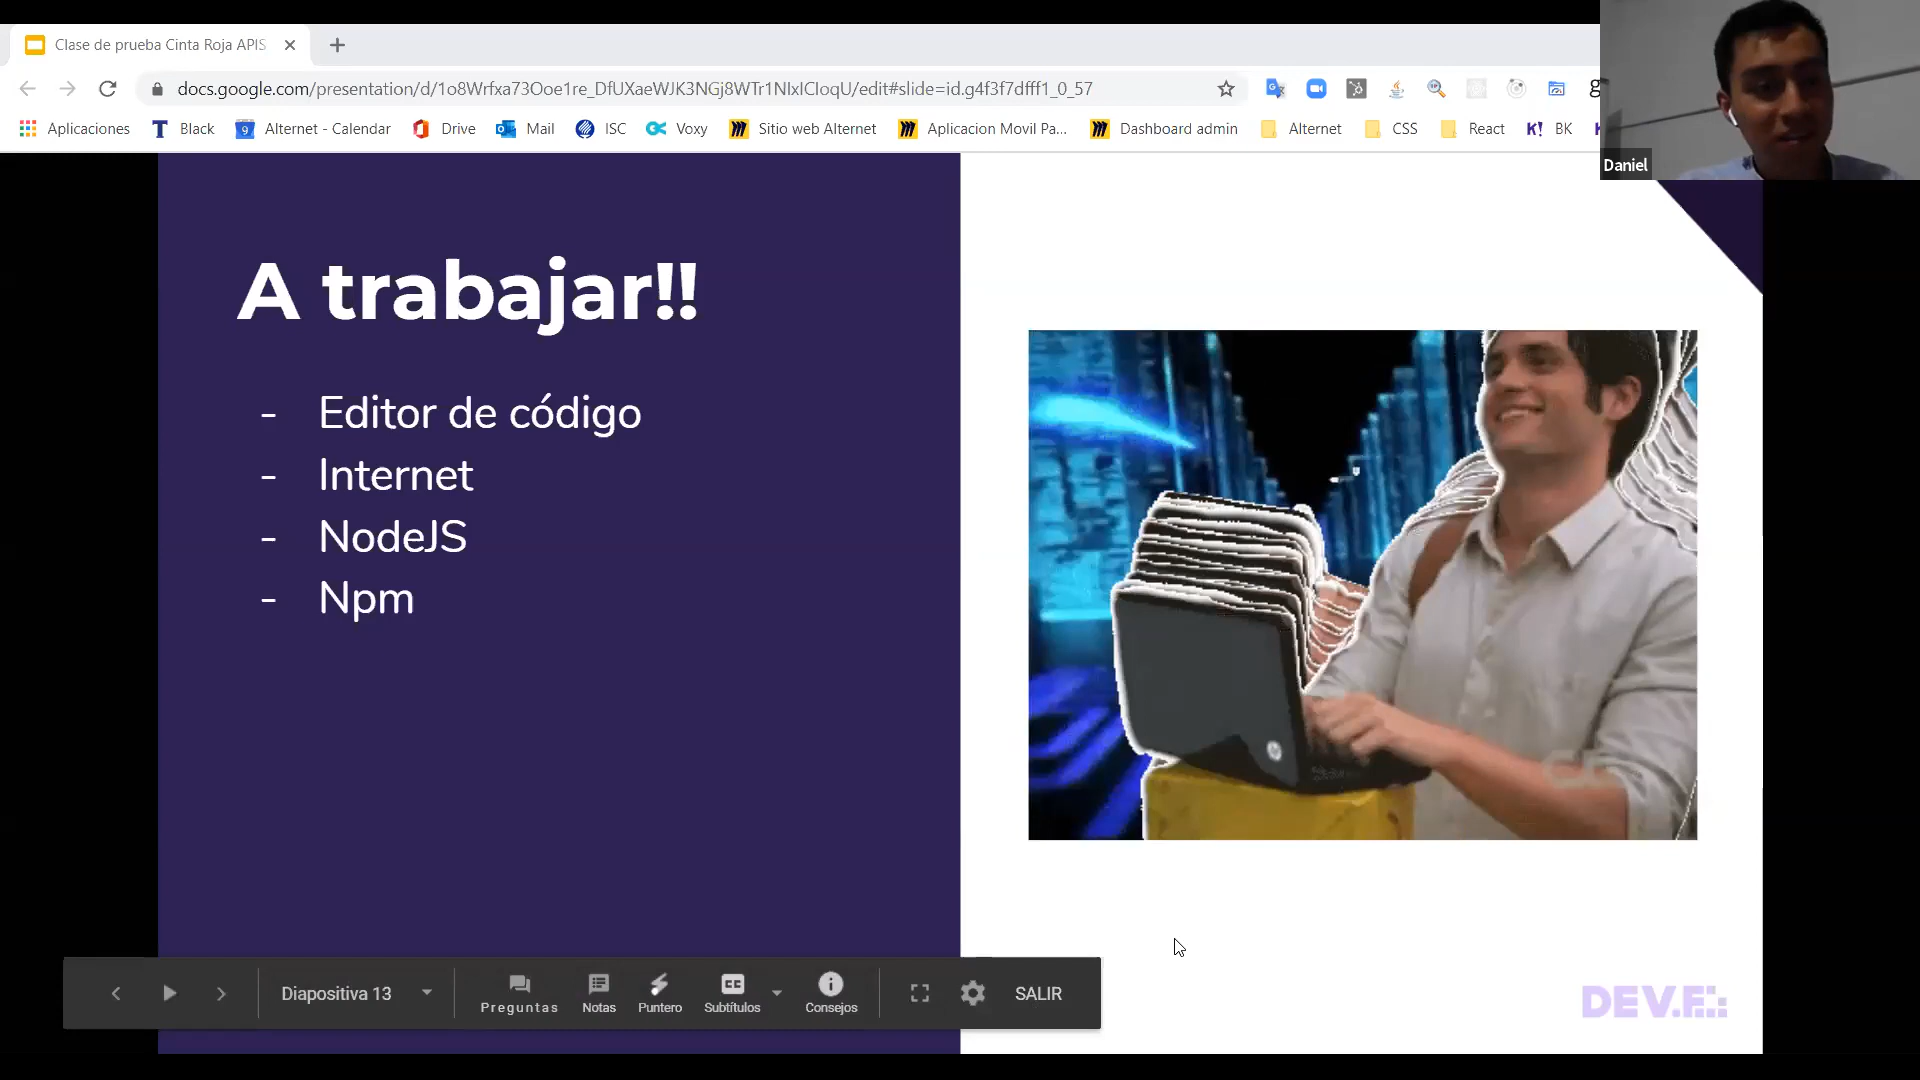 Clase de prueba Cinta Roja APIS
docs.google.com/presentation/d/1o8Wrfxa73Ooe1re_DfUXaeWJK3NGj8WTr1NlxlCIoqU/edit#slide=id.g4f3f7dfff1_0_57
Aplicaciones Black Alternet - Calendar Drive Mail ISC Voxy Sitio web Alternet Aplicacion Movil Pa... Dashboard admin Alternet CSS React BK
Daniel
A trabajar!!
- Editor de código
- Internet
- NodeJS
- Npm
Diapositiva 13 Preguntas Notas Puntero Subtítulos Consejos SALIR
DEV.F